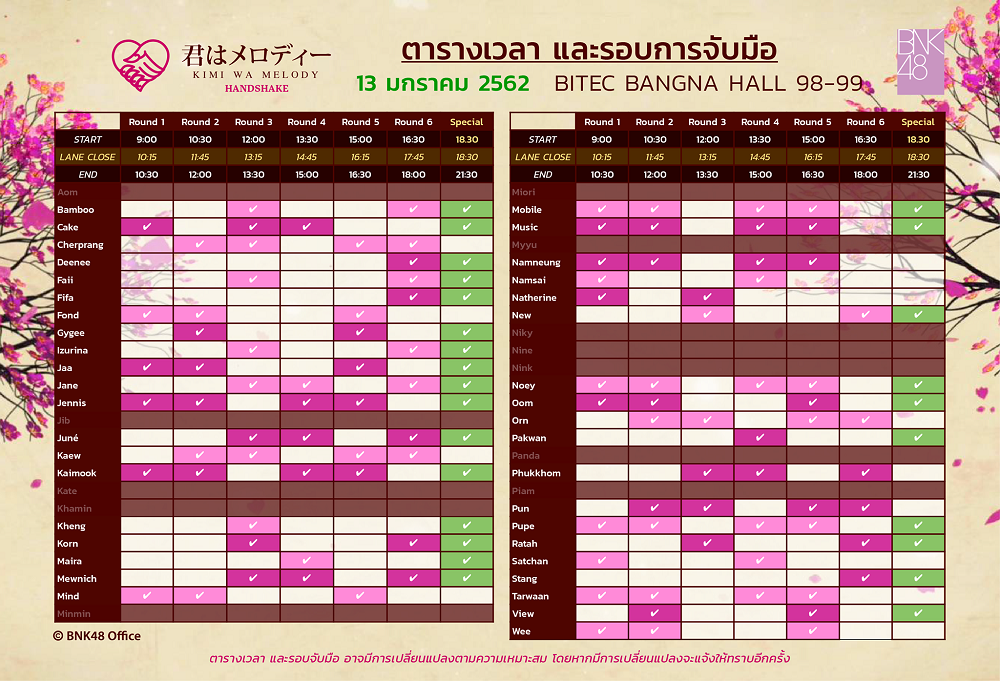 君はメロディー
KIMI WA MELODY
HANDSHAKE
ตารางเวลา และรอบการจับมือ
13 มกราคม 2562 BITEC BANGNA HALL 98-99
BNK
48
Round 1 Round 2 Round 3 Round 4 Round 5 Round 6 Special
START 9:00 10:30 12:00 13:30 15:00 16:30 18.30
LANE CLOSE 10:15 11:45 13:15 14:45 16:15 17:45 18:30
END 10:30 12:00 13:30 15:00 16:30 18:00 21:30
Aom
Bamboo ✓ ✓ ✓
Cake ✓ ✓ ✓ ✓
Cherprang ✓ ✓ ✓ ✓
Deenee ✓ ✓
Faii ✓ ✓ ✓
Fifa ✓ ✓
Fond ✓ ✓ ✓
Gygee ✓ ✓ ✓
Izurina ✓ ✓ ✓
Jaa ✓ ✓ ✓ ✓
Jane ✓ ✓ ✓ ✓
Jennis ✓ ✓ ✓ ✓ ✓
Jib
Juné ✓ ✓ ✓ ✓
Kaew ✓ ✓ ✓ ✓
Kaimook ✓ ✓ ✓ ✓ ✓
Kate
Khamin
Kheng ✓ ✓
Korn ✓ ✓ ✓
Maira ✓ ✓
Mewnich ✓ ✓ ✓ ✓
Mind ✓ ✓ ✓
Minmin
Round 1 Round 2 Round 3 Round 4 Round 5 Round 6 Special
START 9:00 10:30 12:00 13:30 15:00 16:30 18.30
LANE CLOSE 10:15 11:45 13:15 14:45 16:15 17:45 18:30
END 10:30 12:00 13:30 15:00 16:30 18:00 21:30
Miori
Mobile ✓ ✓ ✓ ✓ ✓
Music ✓ ✓ ✓ ✓ ✓
Myyu
Namneung ✓ ✓ ✓ ✓
Namsai ✓ ✓
Natherine ✓ ✓
New ✓ ✓ ✓
Niky
Nine
Nink
Noey ✓ ✓ ✓ ✓ ✓
Oom ✓ ✓ ✓ ✓
Orn ✓ ✓ ✓ ✓
Pakwan ✓ ✓
Panda
Phukkhom ✓ ✓ ✓
Piam
Pun ✓ ✓ ✓ ✓
Pupe ✓ ✓ ✓ ✓ ✓
Ratah ✓ ✓ ✓
Satchan ✓ ✓
Stang ✓ ✓
Tarwaan ✓ ✓ ✓ ✓
View ✓ ✓ ✓
Wee ✓ ✓ ✓
© BNK48 Office
ตารางเวลา และรอบจับมือ อาจมีการเปลี่ยนแปลงตามความเหมาะสม โดยหากมีการเปลี่ยนแปลงจะแจ้งให้ทราบอีกครั้ง